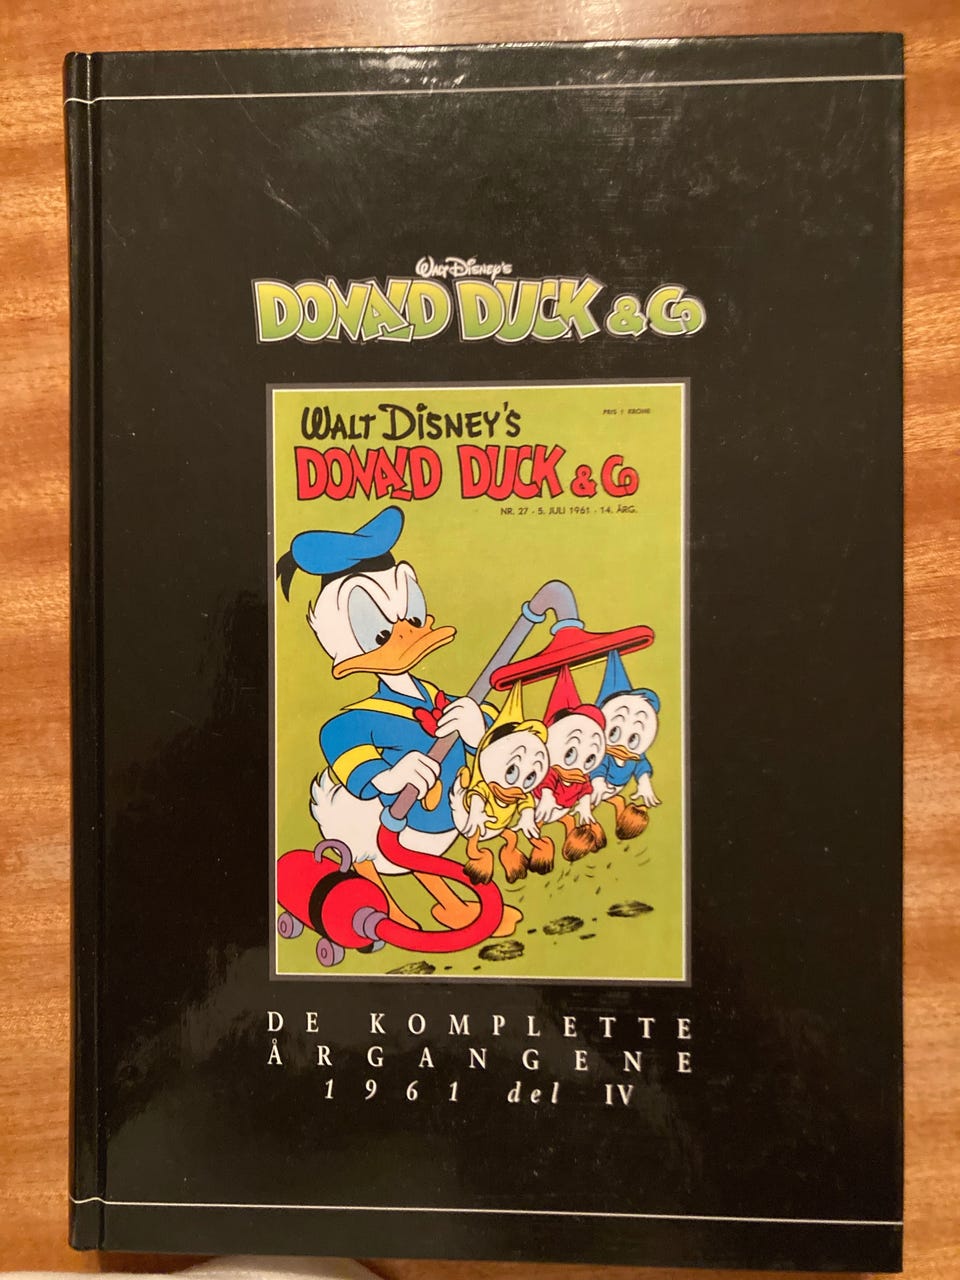 Walt Disney's
DONALD DUCK & Co
WALT DISNEY'S
PRIS 1 KRONE
DONALD DUCK & Co
NR. 27 - 5. JULI 1961 - 14. ÅRG.
DE KOMPLETTE
ÅRGANGENE
1961 del IV